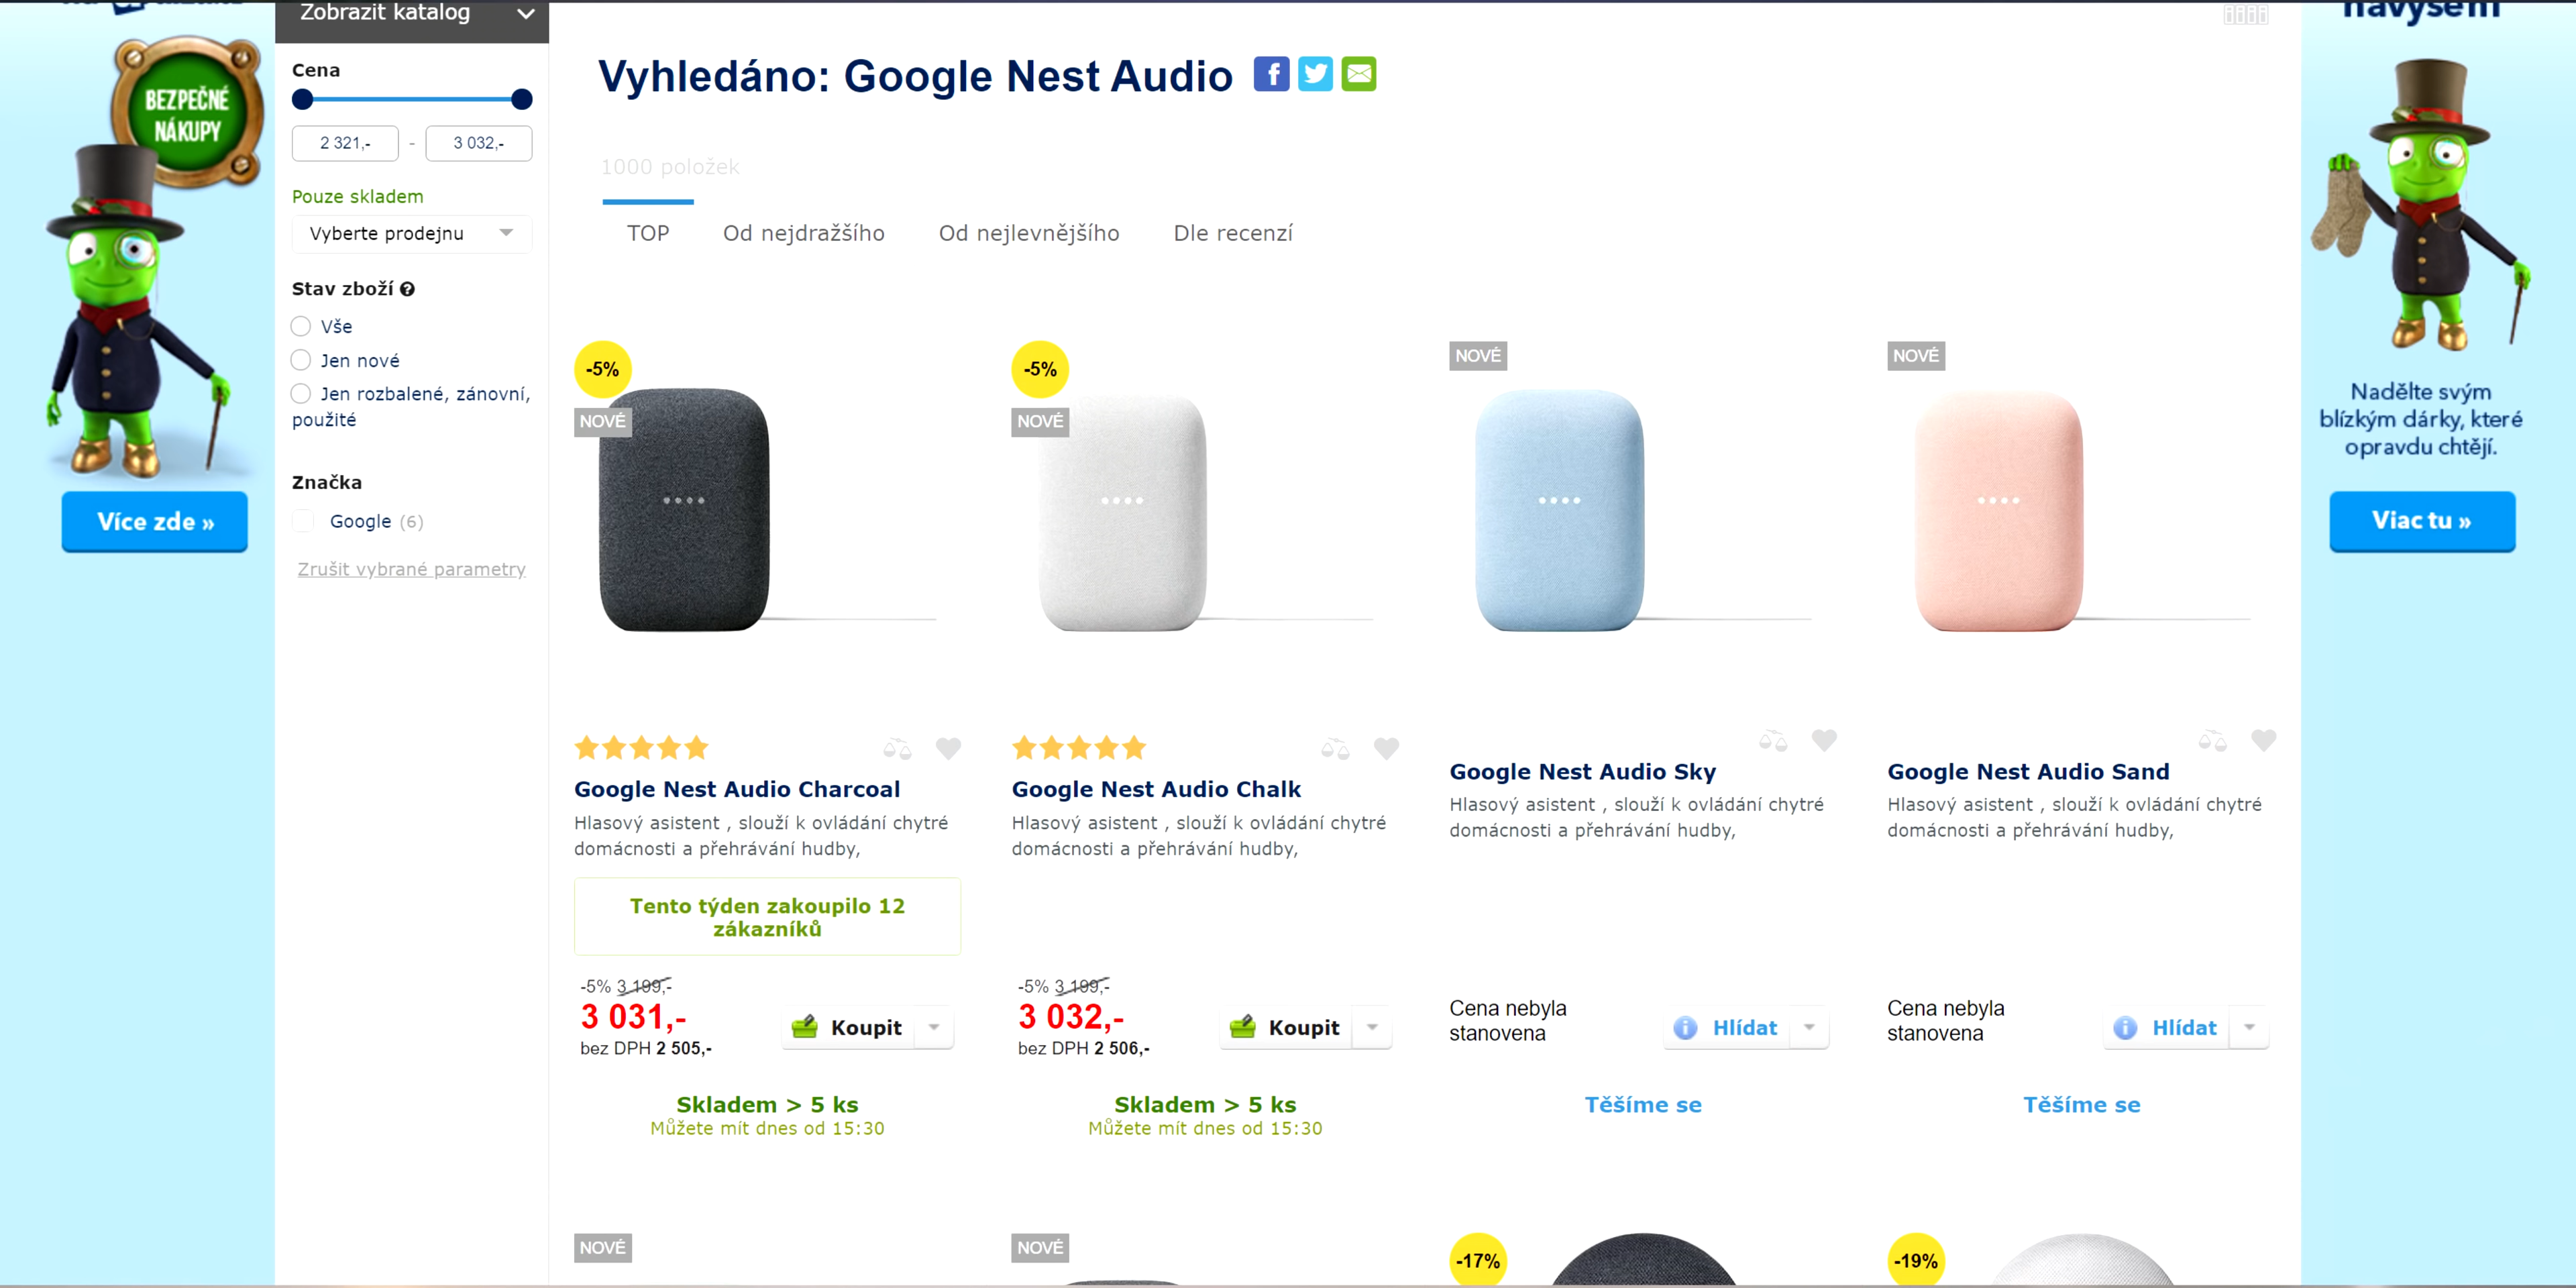 Zobrazit katalog
BEZPEČNÉ
NÁKUPY
Více zde »
Cena
2 321,-
-
3 032,-
Pouze skladem
Vyberte prodejnu
Stav zboží
Vše
Jen nové
Jen rozbalené, zánovní,
použité
Značka
Google (6)
Zrušit vybrané parametry
Vyhledáno: Google Nest Audio
1000 položek
TOP
Od nejdražšího
Od nejlevnějšího
Dle recenzí
-5%
NOVÉ
Google Nest Audio Charcoal
Hlasový asistent , slouží k ovládání chytré
domácnosti a přehrávání hudby,
Tento týden zakoupilo 12
zákazníků
-5% 3 199,-
3 031,-
bez DPH 2 505,-
Koupit
Skladem > 5 ks
Můžete mít dnes od 15:30
-5%
NOVÉ
Google Nest Audio Chalk
Hlasový asistent , slouží k ovládání chytré
domácnosti a přehrávání hudby,
-5% 3 199,-
3 032,-
bez DPH 2 506,-
Koupit
Skladem > 5 ks
Můžete mít dnes od 15:30
NOVÉ
Google Nest Audio Sky
Hlasový asistent , slouží k ovládání chytré
domácnosti a přehrávání hudby,
Cena nebyla
stanovena
Hlídat
Těšíme se
NOVÉ
Google Nest Audio Sand
Hlasový asistent , slouží k ovládání chytré
domácnosti a přehrávání hudby,
Cena nebyla
stanovena
Hlídat
Těšíme se
NOVÉ
NOVÉ
-17%
-19%
Nadělte svým
blízkým dárky, které
opravdu chtějí.
Viac tu »